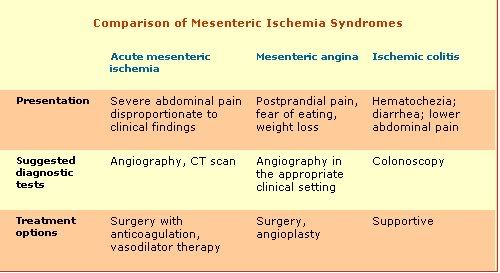 Comparison of Mesenteric Ischemia Syndromes
Acute mesenteric
ischemia
Mesenteric angina
Ischemic colitis
Presentation
Severe abdominal pain
disproportionate to
clinical findings
Postprandial pain,
fear of eating,
weight loss
Hematochezia;
diarrhea; lower
abdominal pain
Suggested
diagnostic
tests
Angiography, CT scan
Angiography in
the appropriate
clinical setting
Colonoscopy
Treatment
options
Surgery with
anticoagulation,
vasodilator therapy
Surgery,
angioplasty
Supportive